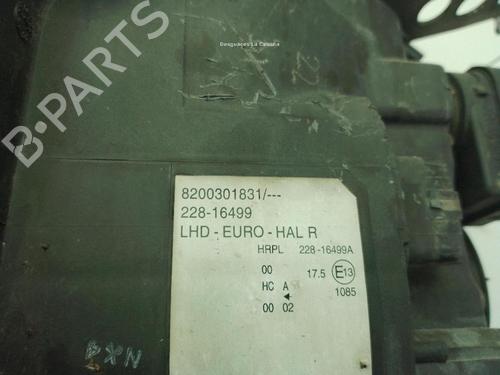 Desguaces La Cabaña
B-PARTS
8200301831/---
228-16499
LHD - EURO - HAL R
HRPL 228-16499A
00 17.5 E13
HC A 1085
00 02